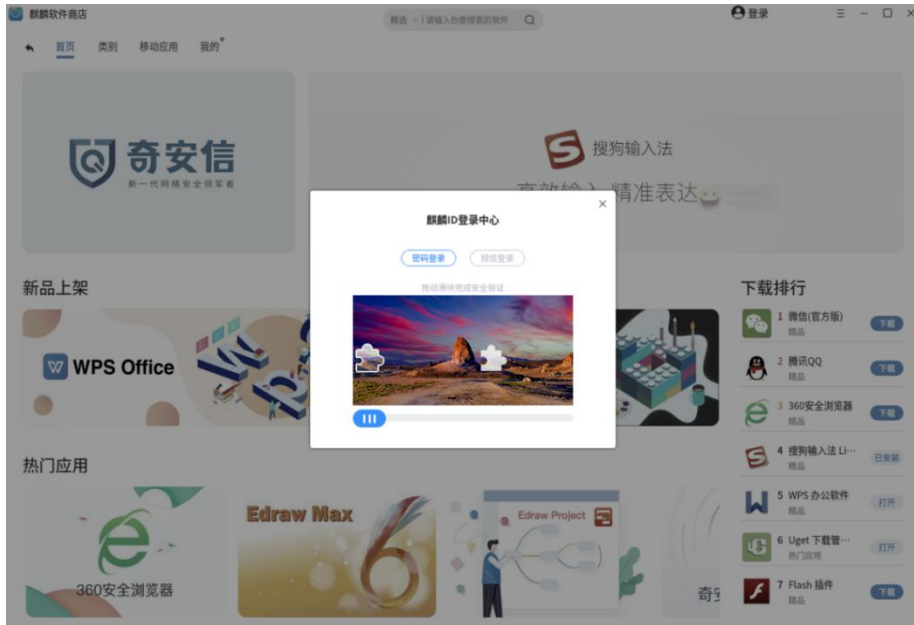 麒麟软件商店
精选 | 请输入你要搜索的软件
登录
首页 类别 移动应用 我的
奇安信
新一代网络安全领军者
搜狗输入法
高效输入 精准表达
麒麟ID登录中心
密码登录 短信登录
拖动滑块完成安全验证
新品上架
WPS Office
热门应用
360安全浏览器
Edraw Max
6
Edraw Project
奇安
下载排行
1 微信(官方版)
精品
下载
2 腾讯QQ
精品
下载
3 360安全浏览器
精品
下载
4 搜狗输入法 Li…
精品
已安装
5 WPS 办公软件
精品
打开
6 Uget 下载管…
热门应用
打开
7 Flash 插件
精品
下载